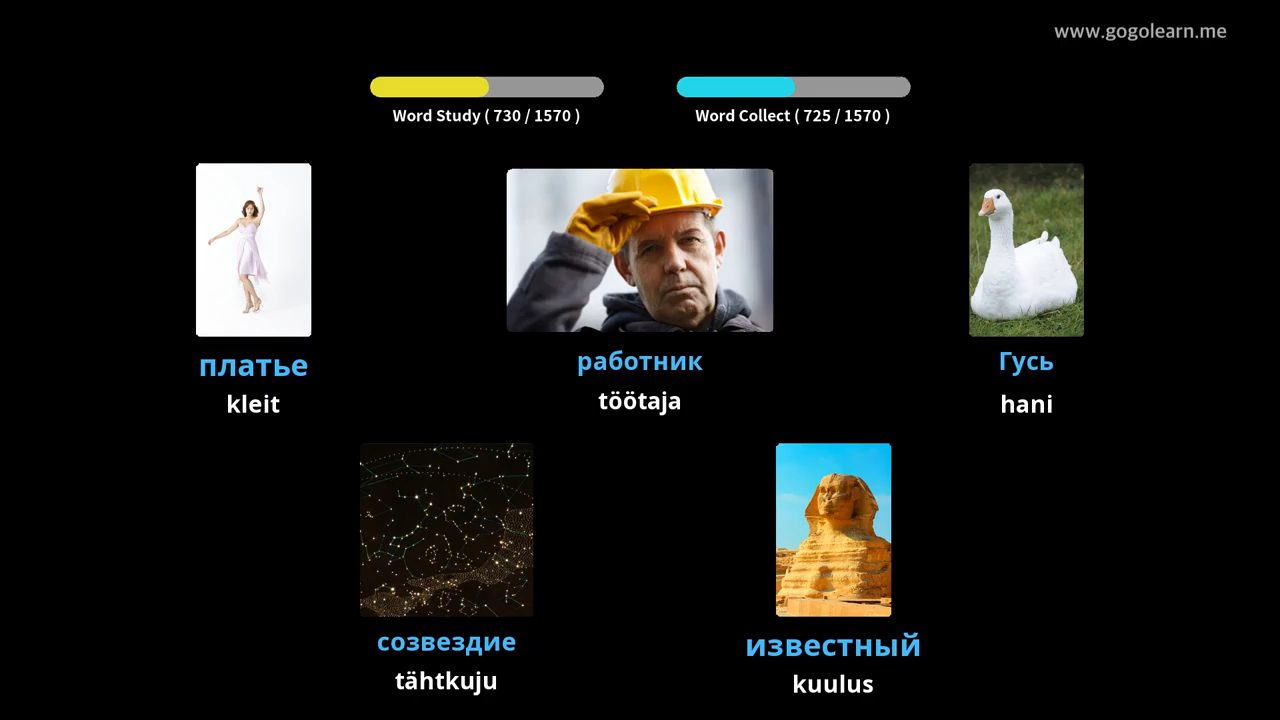 www.gogolearn.me
Word Study ( 730 / 1570 )
Word Collect ( 725 / 1570 )
платье
kleit
работник
töötaja
Гусь
hani
созвездие
tähtkuju
известный
kuulus